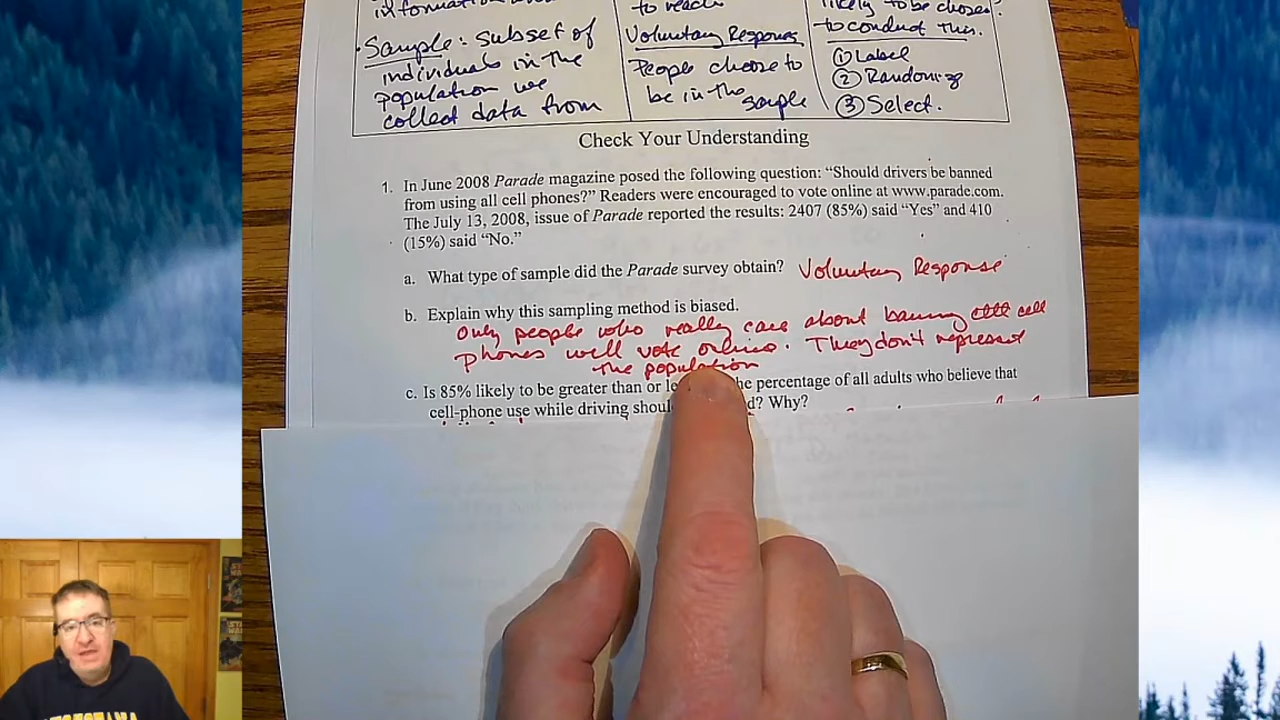 information
to reach
likely to be chosen.
Sample: subset of
individuals in the
population we
collect data from
Voluntary Response
People choose to
be in the
sample
to conduct this.
① Label
② Randomize
③ Select.
Check Your Understanding
1. In June 2008 Parade magazine posed the following question: “Should drivers be banned
from using all cell phones?” Readers were encouraged to vote online at www.parade.com.
The July 13, 2008, issue of Parade reported the results: 2407 (85%) said “Yes” and 410
(15%) said “No.”
a. What type of sample did the Parade survey obtain? Voluntary Response
b. Explain why this sampling method is biased.
Only people who really care about banning cell
phones will vote online. They don't represent
the population
c. Is 85% likely to be greater than or the percentage of all adults who believe that
cell-phone use while driving Why?
STAR
WARS